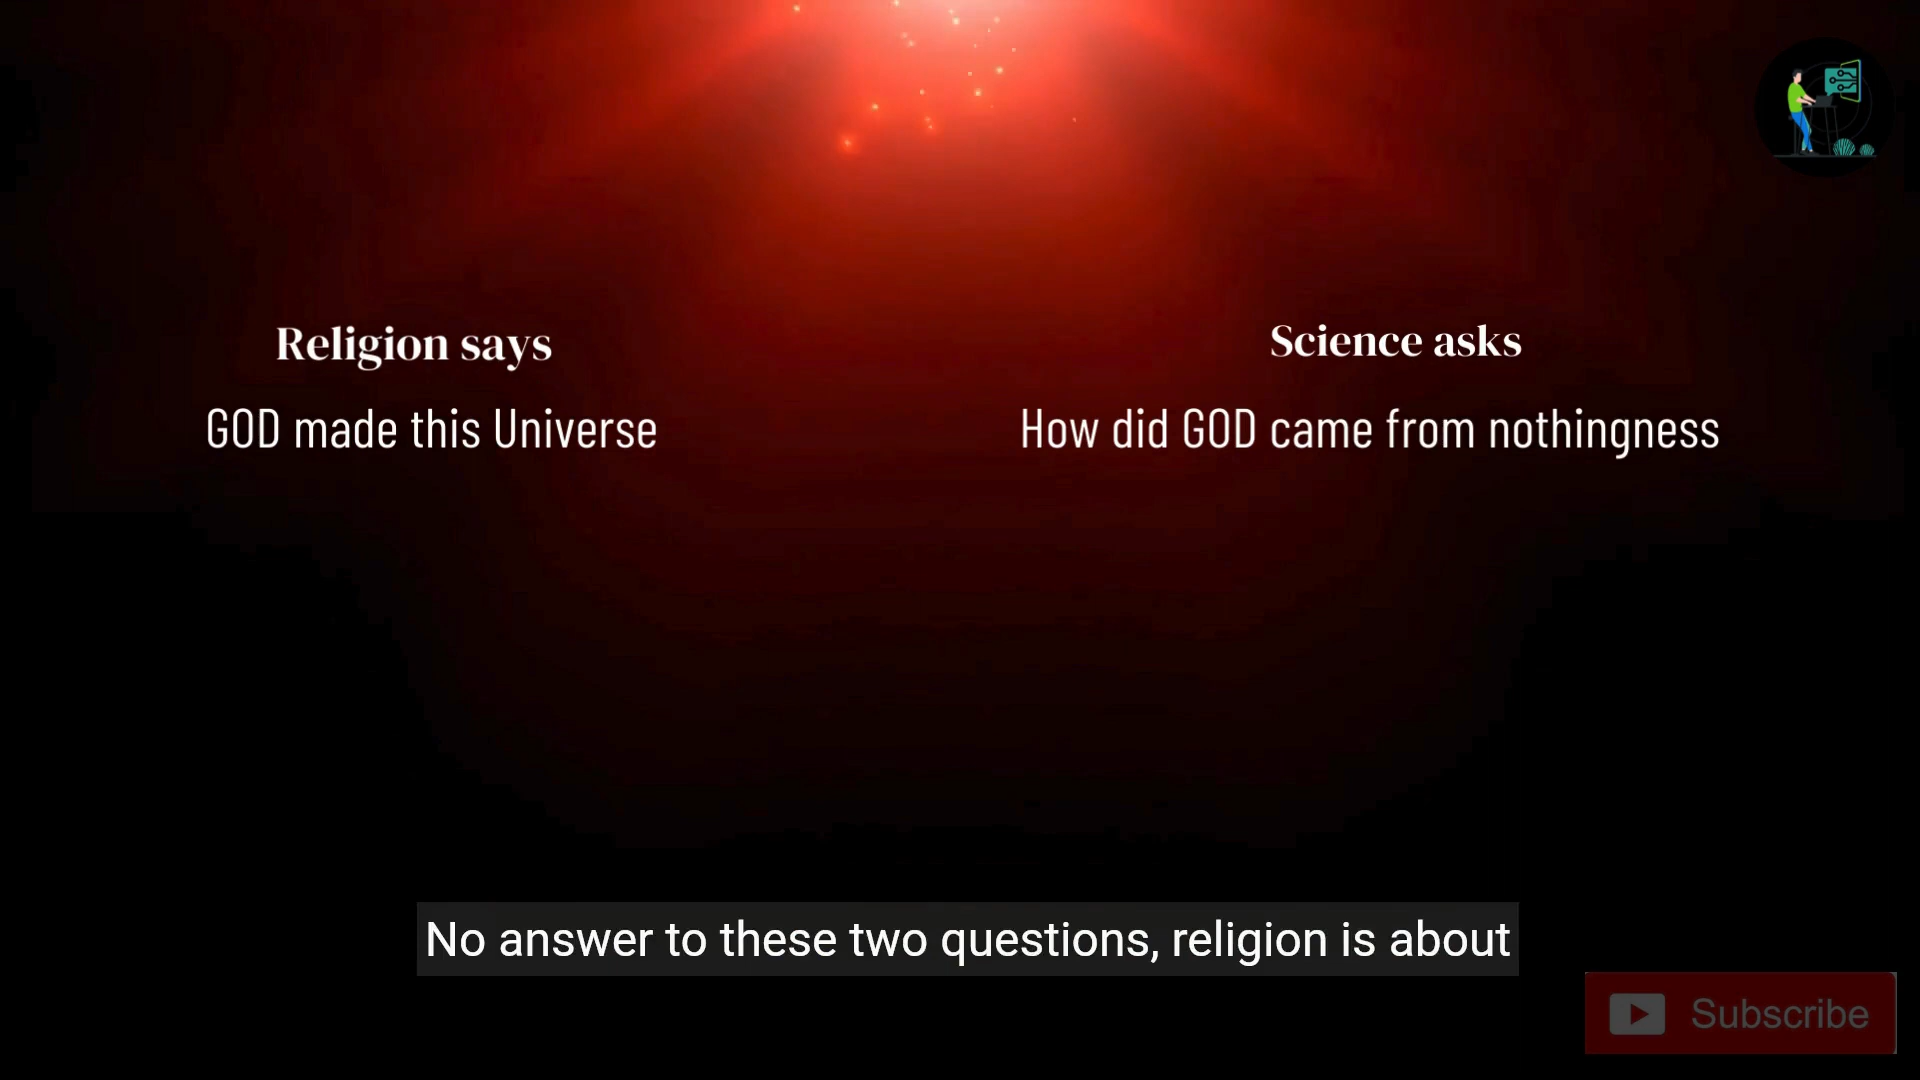 Religion says
GOD made this Universe
Science asks
How did GOD came from nothingness
No answer to these two questions, religion is about
Subscribe